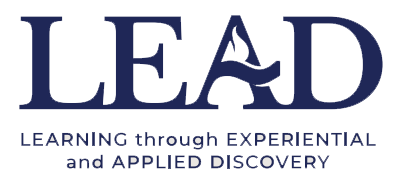 LEAD
LEARNING through EXPERIENTIAL
and APPLIED DISCOVERY